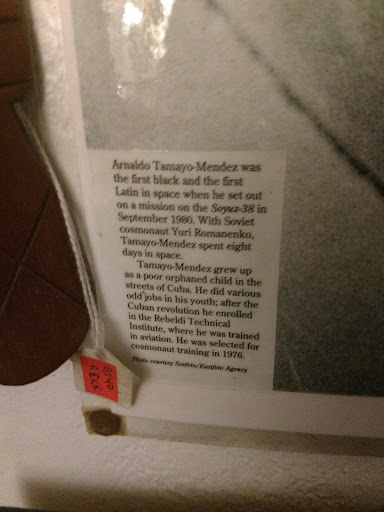 Arnaldo Tamayo-Mendez was
the first black and the first
Latin in space when he set out
on a mission on the Soyuz-38 in
September 1980. With Soviet
cosmonaut Yuri Romanenko,
Tamayo-Mendez spent eight
days in space.
Tamayo-Mendez grew up
as a poor orphaned child in the
streets of Cuba. He did various
odd jobs in his youth; after the
Cuban revolution he enrolled
in the Rebeldi Technical
Institute, where he was trained
in aviation. He was selected for
cosmonaut training in 1976.
Photo courtesy Sovfoto/Eastfoto Agency